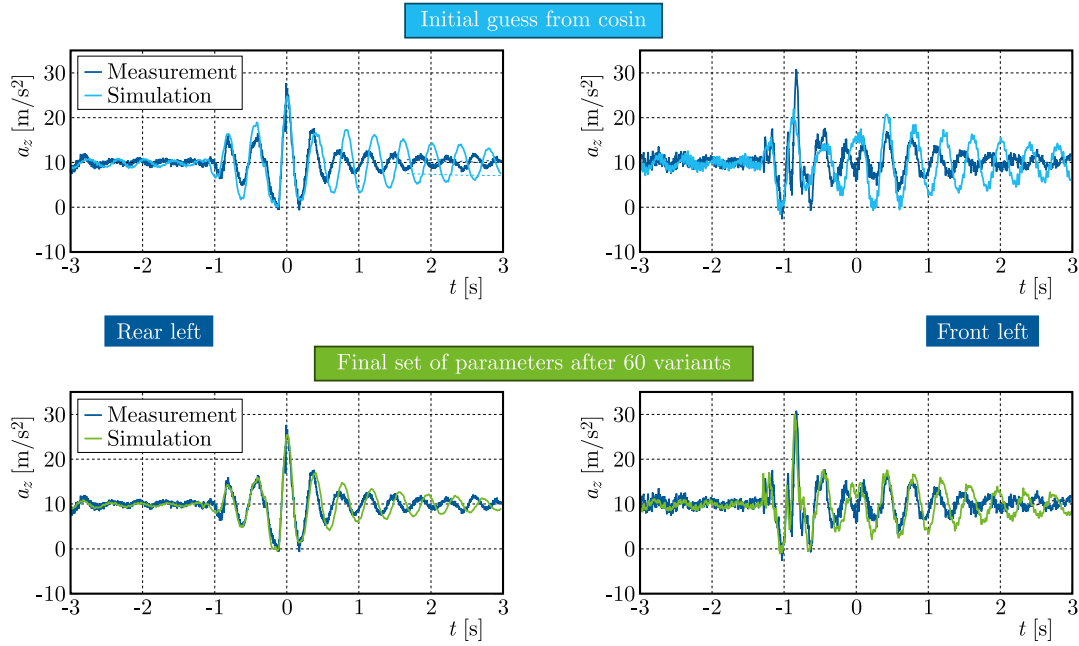 Initial guess from cosin
a_z [m/s²]
30
20
10
0
-10
Measurement
Simulation
-3 -2 -1 0 1 2 3
t [s]
a_z [m/s²]
30
20
10
0
-10
-3 -2 -1 0 1 2 3
t [s]
Rear left
Front left
Final set of parameters after 60 variants
a_z [m/s²]
30
20
10
0
-10
Measurement
Simulation
-3 -2 -1 0 1 2 3
t [s]
a_z [m/s²]
30
20
10
0
-10
-3 -2 -1 0 1 2 3
t [s]